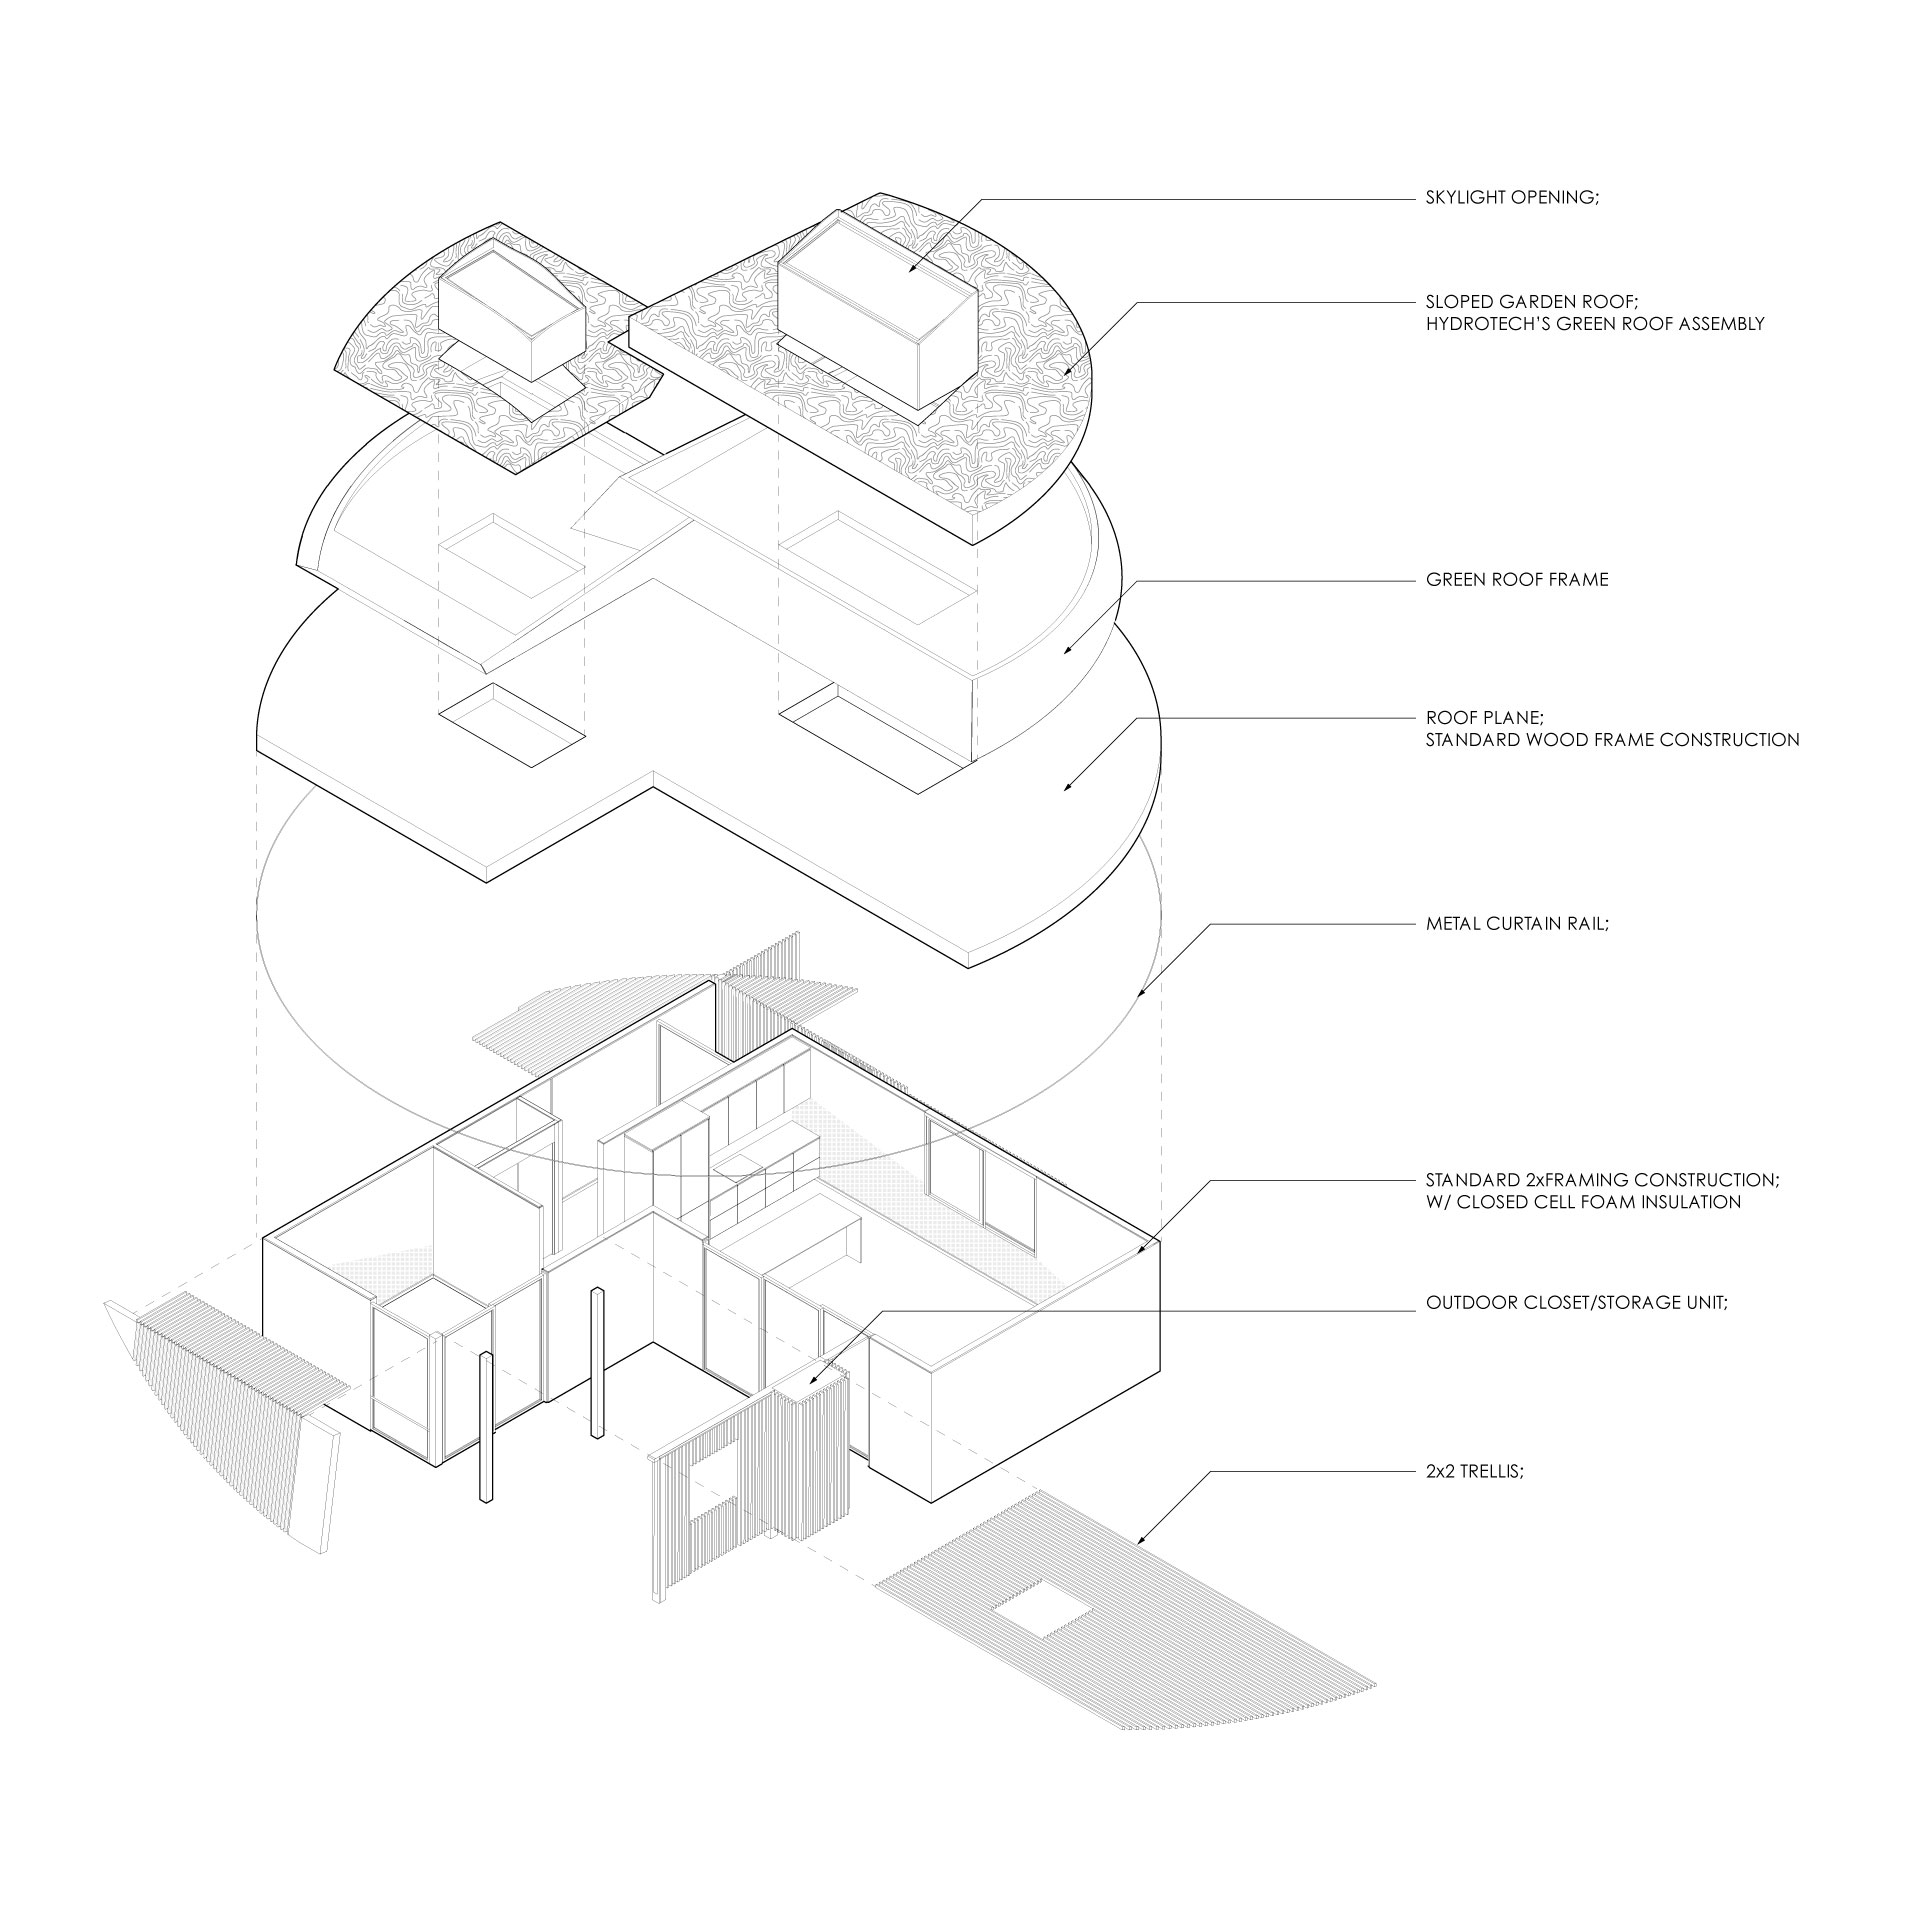 SKYLIGHT OPENING;
SLOPED GARDEN ROOF;
HYDROTECH'S GREEN ROOF ASSEMBLY
GREEN ROOF FRAME
ROOF PLANE;
STANDARD WOOD FRAME CONSTRUCTION
METAL CURTAIN RAIL;
STANDARD 2xFRAMING CONSTRUCTION;
W/ CLOSED CELL FOAM INSULATION
OUTDOOR CLOSET/STORAGE UNIT;
2x2 TRELLIS;